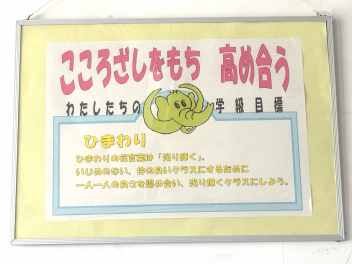 こころざしをもち 高め合う
わたしたちの 学級目標
ひまわり
ひまわりの花言葉は「光り輝く」。
いじめのない、仲の良いクラスにするために
一人一人の良さを認め合い、光り輝くクラスにしよう。